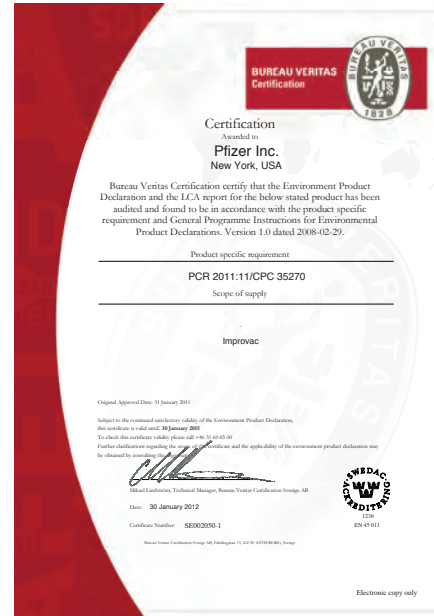 BUREAU VERITAS
Certification
BUREAU VERITAS
1828
Certification
Awarded to
Pfizer Inc.
New York, USA
Bureau Veritas Certification certify that the Environment Product
Declaration and the LCA report for the below stated product has been
audited and found to be in accordance with the product specific
requirement and General Programme Instructions for Environmental
Product Declarations. Version 1.0 dated 2008-02-29.
Product specific requirement
PCR 2011:11/CPC 35270
Scope of supply
.
Improvac
Original Approval Date: 31 January 2011
Subject to the continued satisfactory validity of the Environment Product Declaration,
this certificate is valid until: 30 January 2015
To check this certificate validity please call +46 31 60 65 00
Further clarifications regarding the scope of this certificate and the applicability of the environment product declaration may
be obtained by consulting the
Mikael Lindström, Technical Manager, Bureau Veritas Certification Sverige AB
Date: 30 January 2012
Certificate Number: SE002050-1
SWEDAC
ACKREDITERING
1236
EN 45 011
Bureau Veritas Certification Sverige AB, Sverige
Electronic copy only